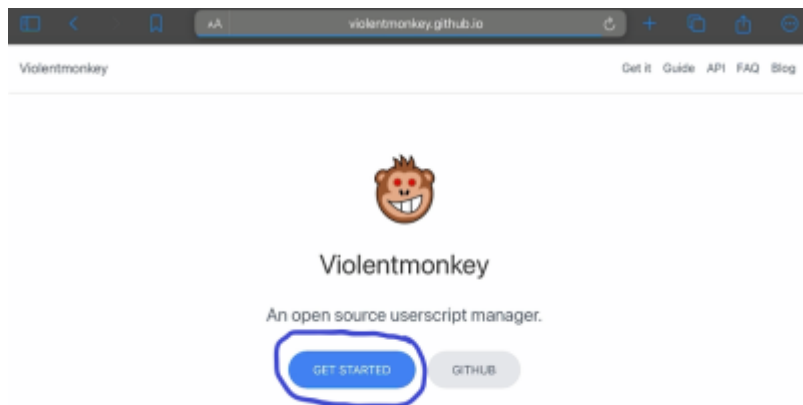 AA violentmonkey.github.io
Violentmonkey Get it Guide API FAQ Blog
Violentmonkey
An open source userscript manager.
GET STARTED GITHUB